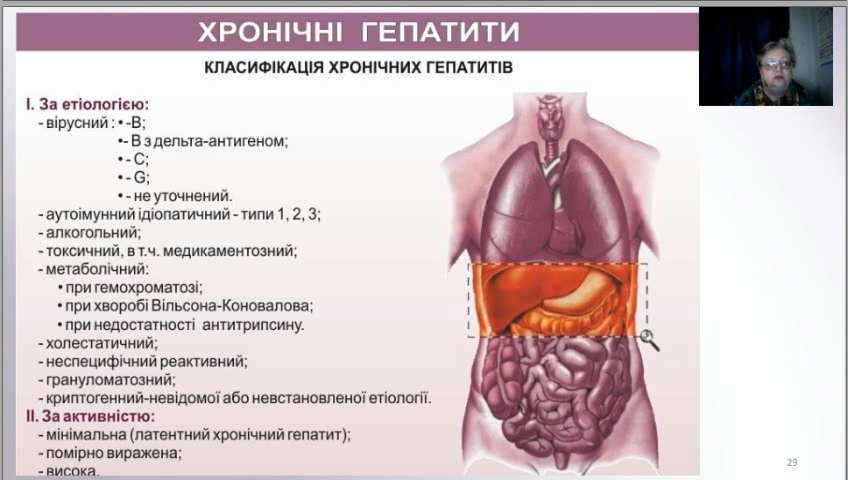 ХРОНІЧНІ ГЕПАТИТИ
КЛАСИФІКАЦІЯ ХРОНІЧНИХ ГЕПАТИТІВ
І. За етіологією:
- вірусний : • -В;
•- В з дельта-антигеном;
• - С;
• - G;
• - не уточнений.
- аутоімунний ідіопатичний - типи 1, 2, 3;
- алкогольний;
- токсичний, в т.ч. медикаментозний;
- метаболічний:
• при гемохроматозі;
• при хворобі Вільсона-Коновалова;
• при недостатності антитрипсину.
- холестатичний;
- неспецифічний реактивний;
- грануломатозний;
- криптогенний-невідомої або невстановленої етіології.
ІІ. За активністю:
- мінімальна (латентний хронічний гепатит);
- помірно виражена;
- висока.
29